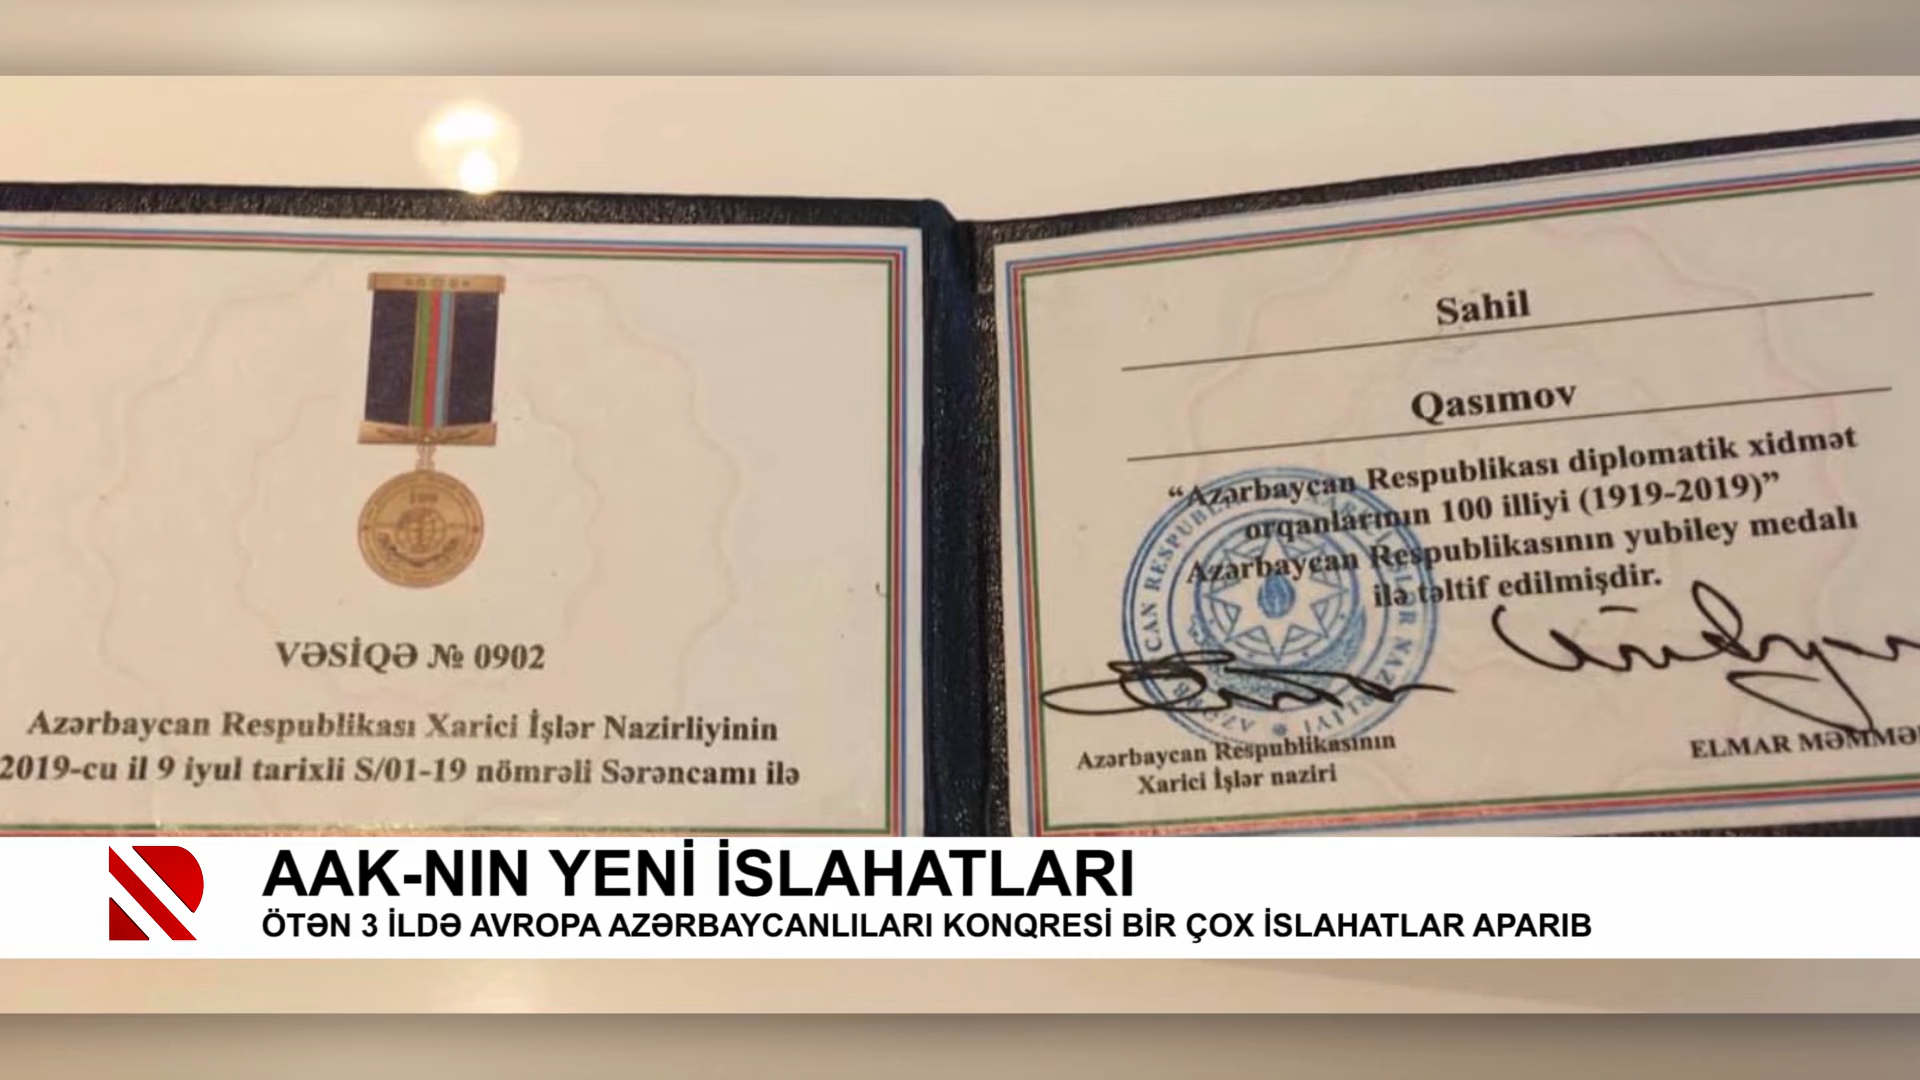 VƏSİQƏ № 0902
Azərbaycan Respublikası Xarici İşlər Nazirliyinin
2019-cu il 9 iyul tarixli S/01-19 nömrəli Sərəncamı ilə
Sahil
Qasımov
“Azərbaycan Respublikası diplomatik xidmət
orqanlarının 100 illiyi (1919-2019)”
Azərbaycan Respublikasının yubiley medalı
ilə təltif edilmişdir.
Azərbaycan Respublikasının
Xarici İşlər naziri
ELMAR
AAK-NIN YENİ İSLAHATLARI
ÖTƏN 3 İLDƏ AVROPA AZƏRBAYCANLILARI KONQRESİ BİR ÇOX İSLAHATLAR APARIB